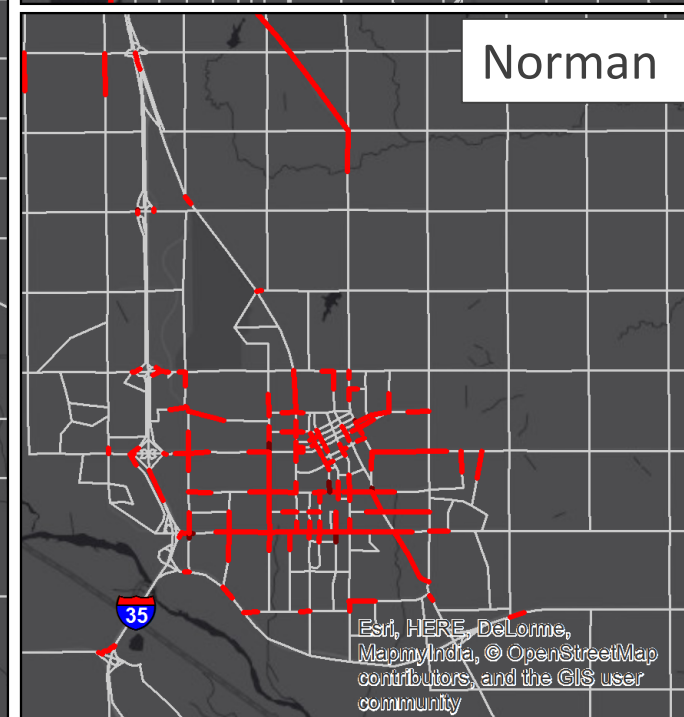 Norman
35
Esri, HERE, DeLorme,
MapmyIndia, © OpenStreetMap
contributors, and the GIS user
community